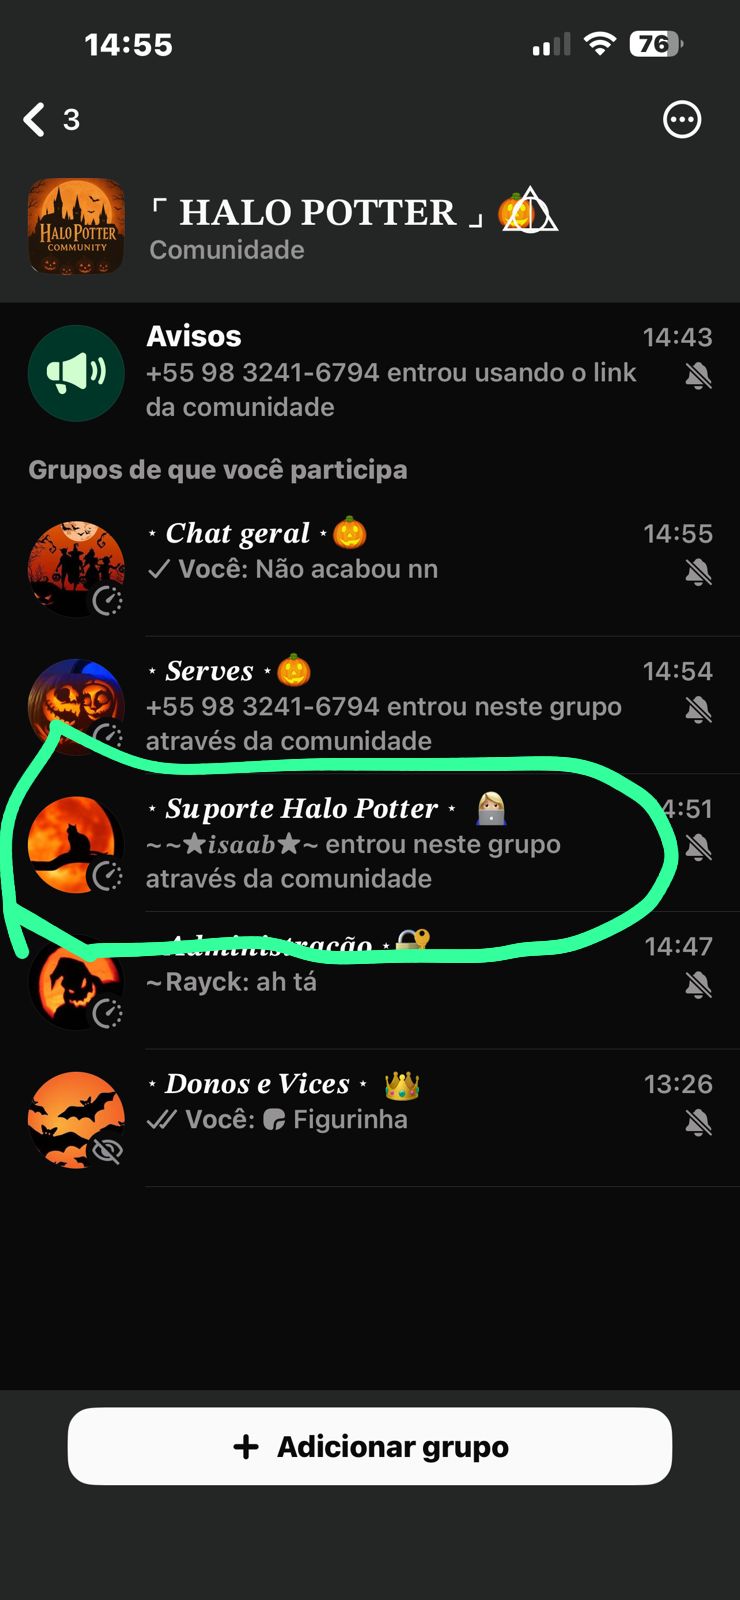 14:55
76
3
「 HALO POTTER 」 🎃
Comunidade
HALO POTTER
COMMUNITY
Avisos 14:43
+55 98 3241-6794 entrou usando o link
da comunidade
Grupos de que você participa
⋆ Chat geral ⋆🎃 14:55
✓ Você: Não acabou nn
⋆ Serves ⋆🎃 14:54
+55 98 3241-6794 entrou neste grupo
através da comunidade
⋆ Suporte Halo Potter ⋆ 👩🏼‍💻 4:51
~~★isaab★~ entrou neste grupo
através da comunidade
Administração ⋆🔐 14:47
~Rayck: ah tá
⋆ Donos e Vices ⋆ 👑 13:26
Você: Figurinha
+ Adicionar grupo